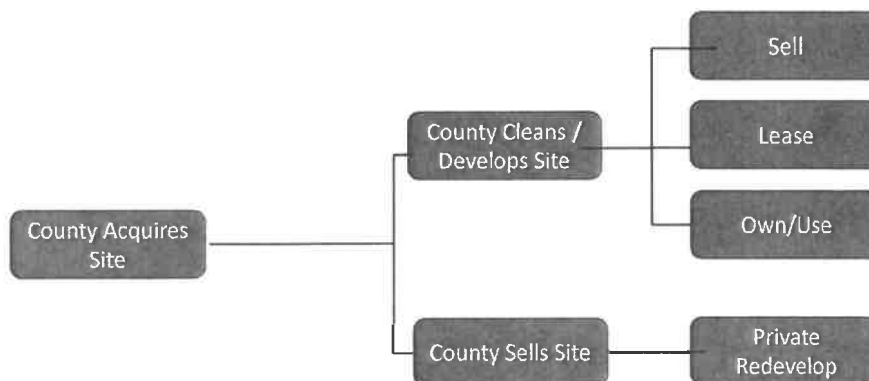 Sell
County Cleans /
Develops Site
Lease
Own/Use
County Acquires
Site
County Sells Site
Private
Redevelop